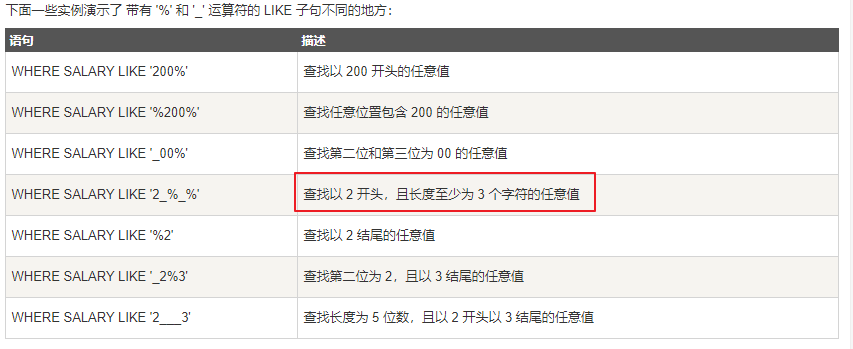 下面一些实例演示了 带有 '%' 和 '_' 运算符的 LIKE 子句不同的地方：
语句 描述
WHERE SALARY LIKE '200%' 查找以 200 开头的任意值
WHERE SALARY LIKE '%200%' 查找任意位置包含 200 的任意值
WHERE SALARY LIKE '_00%' 查找第二位和第三位为 00 的任意值
WHERE SALARY LIKE '2_%_%' 查找以 2 开头，且长度至少为 3 个字符的任意值
WHERE SALARY LIKE '%2' 查找以 2 结尾的任意值
WHERE SALARY LIKE '_2%3' 查找第二位为 2，且以 3 结尾的任意值
WHERE SALARY LIKE '2___3' 查找长度为 5 位数，且以 2 开头以 3 结尾的任意值